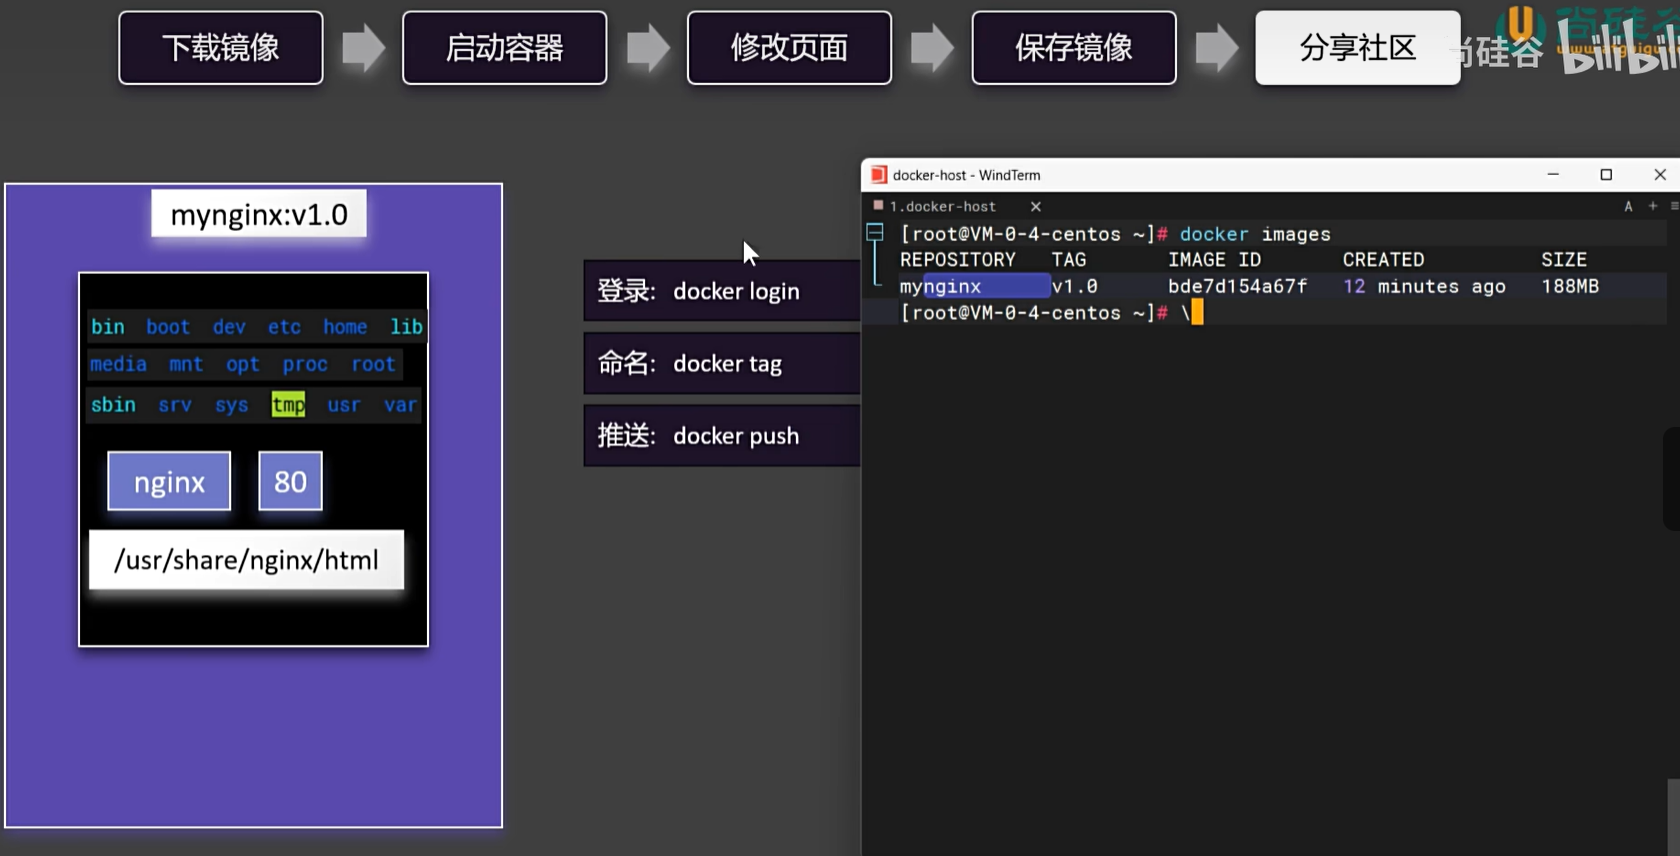 下载镜像
启动容器
修改页面
保存镜像
分享社区
尚硅谷
bilibili
mynginx:v1.0
bin boot dev etc home lib
media mnt opt proc root
sbin srv sys tmp usr var
nginx 80
/usr/share/nginx/html
登录: docker login
命名: docker tag
推送: docker push
docker-host - WindTerm
1.docker-host
A
[root@VM-0-4-centos ~]# docker images
REPOSITORY TAG IMAGE ID CREATED SIZE
mynginx v1.0 bde7d154a67f 12 minutes ago 188MB
[root@VM-0-4-centos ~]# \